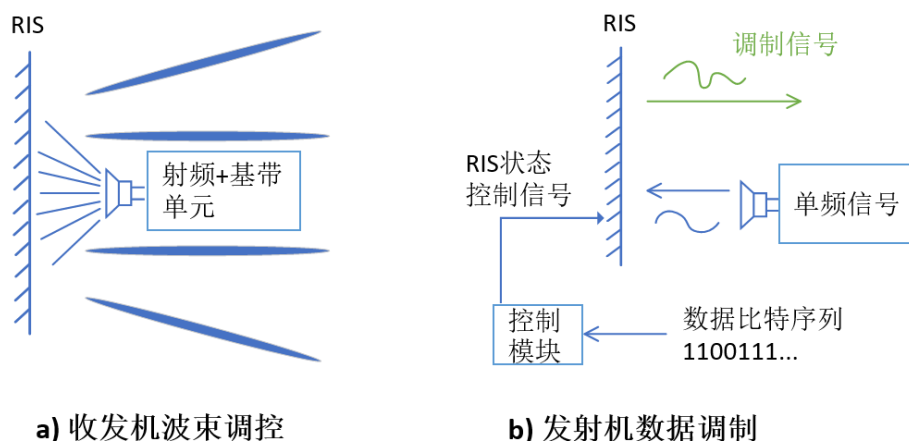 RIS
射频+基带
单元
a) 收发机波束调控
RIS
调制信号
RIS状态
控制信号
单频信号
控制
模块
数据比特序列
1100111...
b) 发射机数据调制